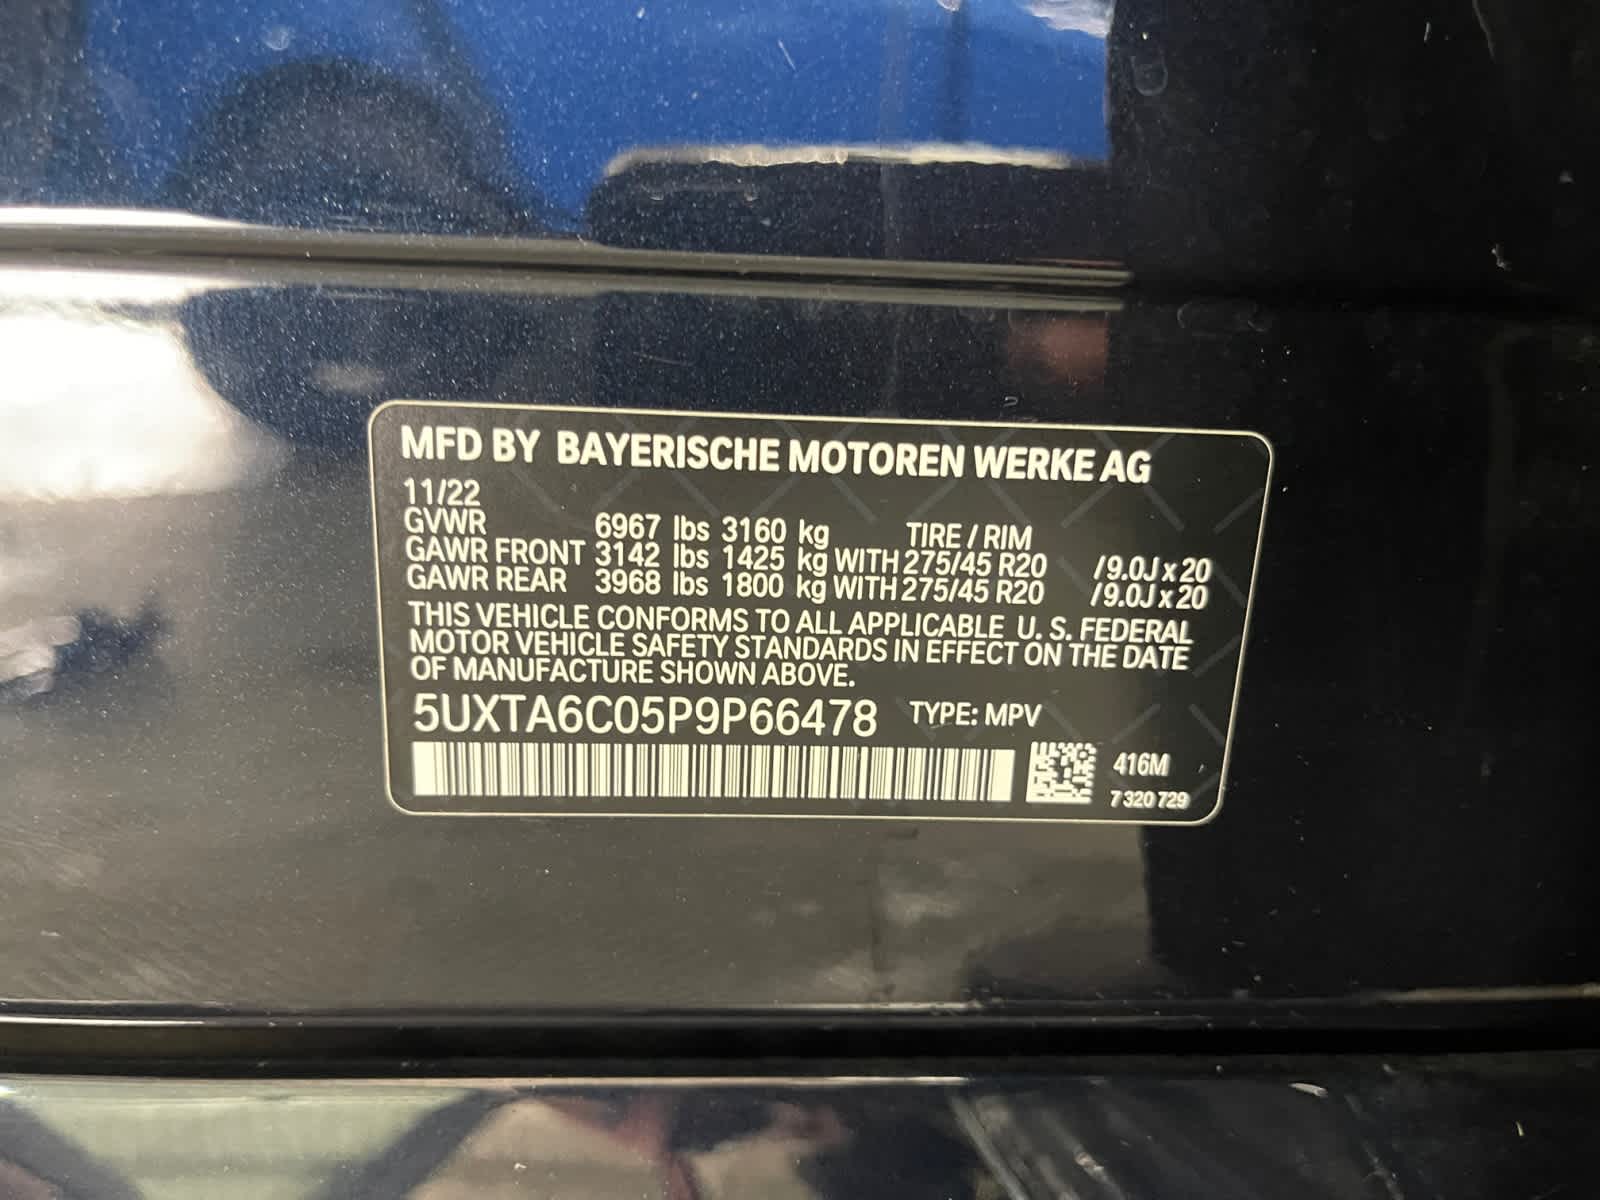 MFD BY BAYERISCHE MOTOREN WERKE AG
11/22
GVWR 6967 lbs 3160 kg TIRE / RIM
GAWR FRONT 3142 lbs 1425 kg WITH 275/45 R20 /9.0J x 20
GAWR REAR 3968 lbs 1800 kg WITH 275/45 R20 /9.0J x 20
THIS VEHICLE CONFORMS TO ALL APPLICABLE U. S. FEDERAL
MOTOR VEHICLE SAFETY STANDARDS IN EFFECT ON THE DATE
OF MANUFACTURE SHOWN ABOVE.
5UXTA6C05P9P66478 TYPE: MPV
416M
7 320 729